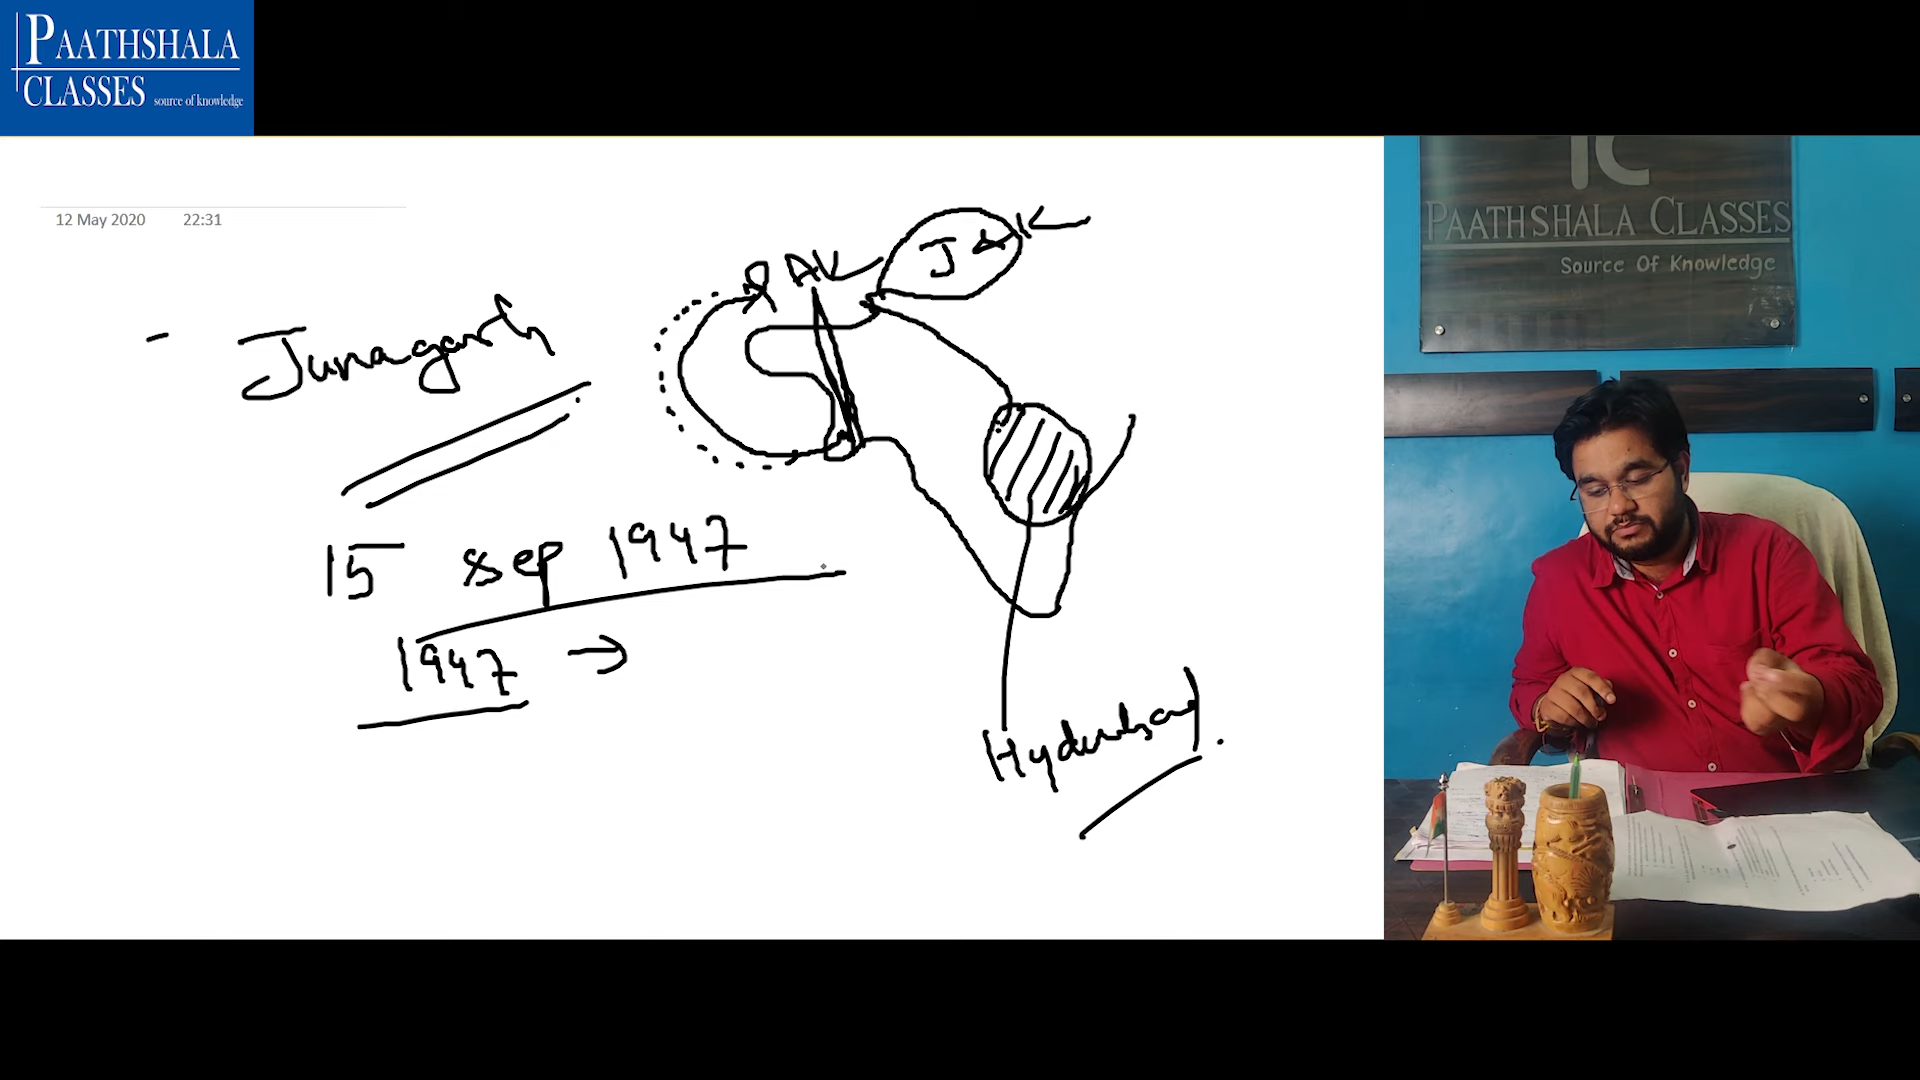 PAATHSHALA
CLASSES source of knowledge
12 May 2020 22:31
Junagarh
PAK
J & K
15 Sep 1947
1947 →
Hyderabad.
PAATHSHALA CLASSES
Source Of Knowledge